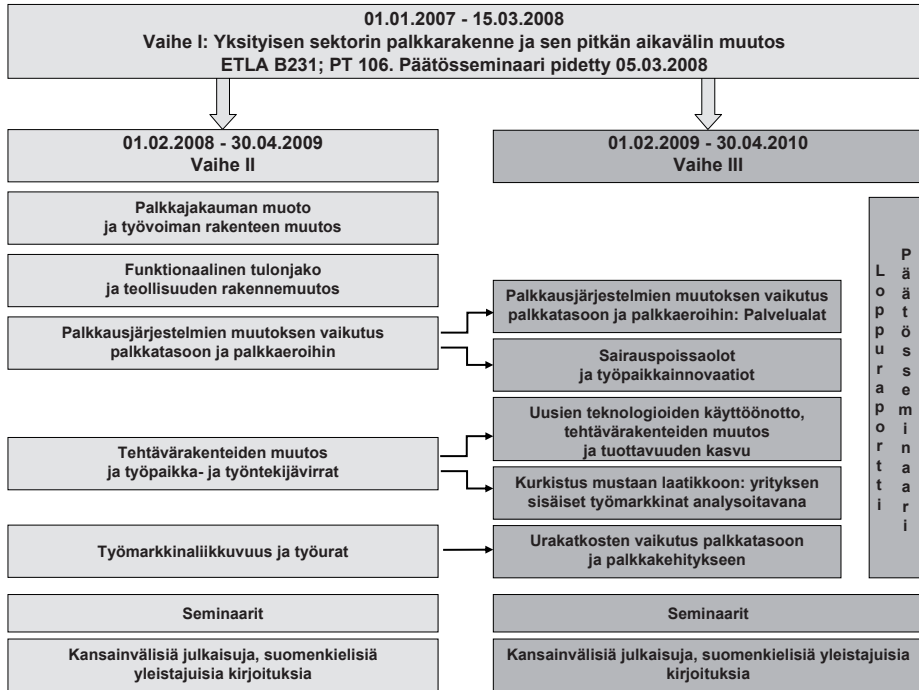 01.01.2007 - 15.03.2008
Vaihe I: Yksityisen sektorin palkkarakenne ja sen pitkän aikavälin muutos
ETLA B231; PT 106. Päätösseminaari pidetty 05.03.2008
01.02.2008 - 30.04.2009
Vaihe II
Palkkajakauman muoto
ja työvoiman rakenteen muutos
Funktionaalinen tulonjako
ja teollisuuden rakennemuutos
Palkkausjärjestelmien muutoksen vaikutus
palkkatasoon ja palkkaeroihin
Tehtävärakenteiden muutos
ja työpaikka- ja työntekijävirrat
Työmarkkinaliikkuvuus ja työurat
Seminaarit
Kansainvälisiä julkaisuja, suomenkielisiä
yleistajuisia kirjoituksia
01.02.2009 - 30.04.2010
Vaihe III
Palkkausjärjestelmien muutoksen vaikutus
palkkatasoon ja palkkaeroihin: Palvelualat
Sairauspoissaolot
ja työpaikkainnovaatiot
Uusien teknologioiden käyttöönotto,
tehtävärakenteiden muutos
ja tuottavuuden kasvu
Kurkistus mustaan laatikkoon: yrityksen
sisäiset työmarkkinat analysoitavana
Urakatkosten vaikutus palkkatasoon
ja palkkakehitykseen
Loppuraportti
Päätösseminaari
Seminaarit
Kansainvälisiä julkaisuja, suomenkielisiä yleistajuisia
kirjoituksia